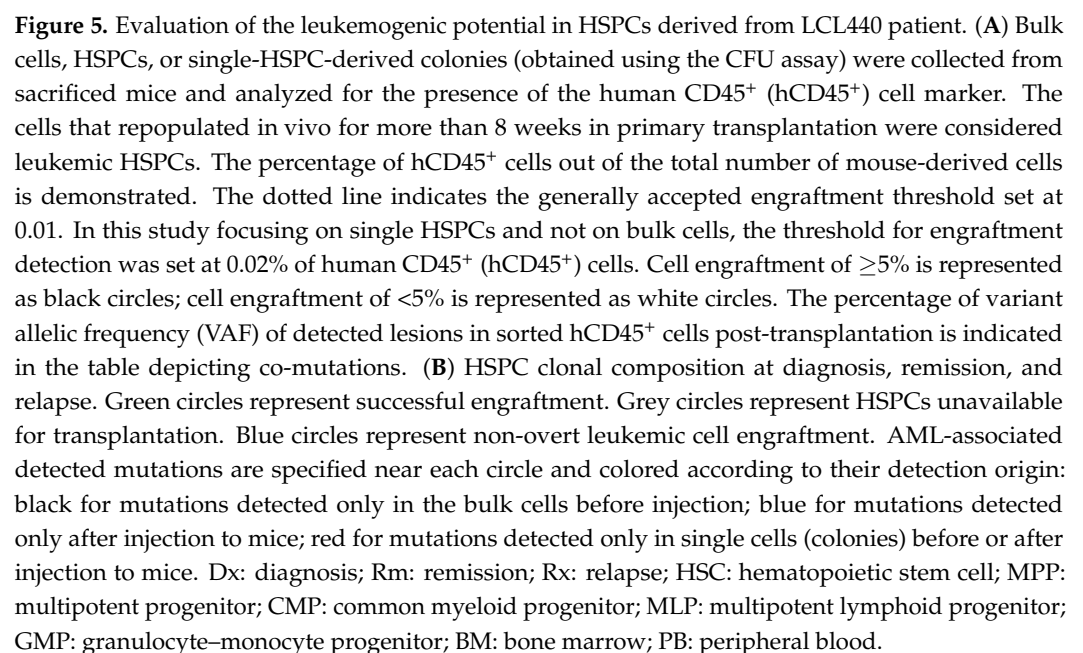 Figure 5. Evaluation of the leukemogenic potential in HSPCs derived from LCL440 patient. (A) Bulk
cells, HSPCs, or single-HSPC-derived colonies (obtained using the CFU assay) were collected from
sacrificed mice and analyzed for the presence of the human CD45⁺ (hCD45⁺) cell marker. The
cells that repopulated in vivo for more than 8 weeks in primary transplantation were considered
leukemic HSPCs. The percentage of hCD45⁺ cells out of the total number of mouse-derived cells
is demonstrated. The dotted line indicates the generally accepted engraftment threshold set at
0.01. In this study focusing on single HSPCs and not on bulk cells, the threshold for engraftment
detection was set at 0.02% of human CD45⁺ (hCD45⁺) cells. Cell engraftment of ≥5% is represented
as black circles; cell engraftment of <5% is represented as white circles. The percentage of variant
allelic frequency (VAF) of detected lesions in sorted hCD45⁺ cells post-transplantation is indicated
in the table depicting co-mutations. (B) HSPC clonal composition at diagnosis, remission, and
relapse. Green circles represent successful engraftment. Grey circles represent HSPCs unavailable
for transplantation. Blue circles represent non-overt leukemic cell engraftment. AML-associated
detected mutations are specified near each circle and colored according to their detection origin:
black for mutations detected only in the bulk cells before injection; blue for mutations detected
only after injection to mice; red for mutations detected only in single cells (colonies) before or after
injection to mice. Dx: diagnosis; Rm: remission; Rx: relapse; HSC: hematopoietic stem cell; MPP:
multipotent progenitor; CMP: common myeloid progenitor; MLP: multipotent lymphoid progenitor;
GMP: granulocyte–monocyte progenitor; BM: bone marrow; PB: peripheral blood.